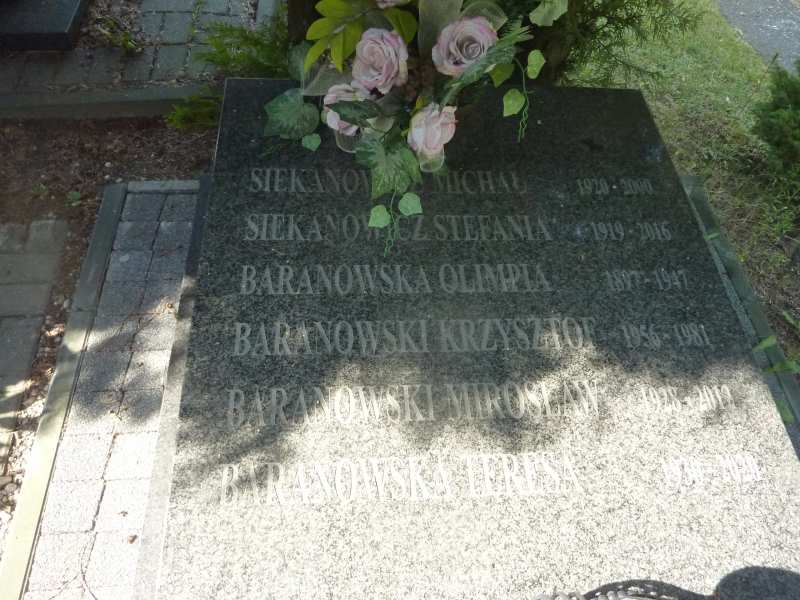 SIEKANOWICZ MICHAŁ 1920 - 2000
SIEKANOWICZ STEFANIA 1919 - 2016
BARANOWSKA OLIMPIA 1897 - 1947
BARANOWSKI KRZYSZTOF 1956 - 1981
BARANOWSKI MIROSŁAW 1928 -
BARANOWSKA TERESA